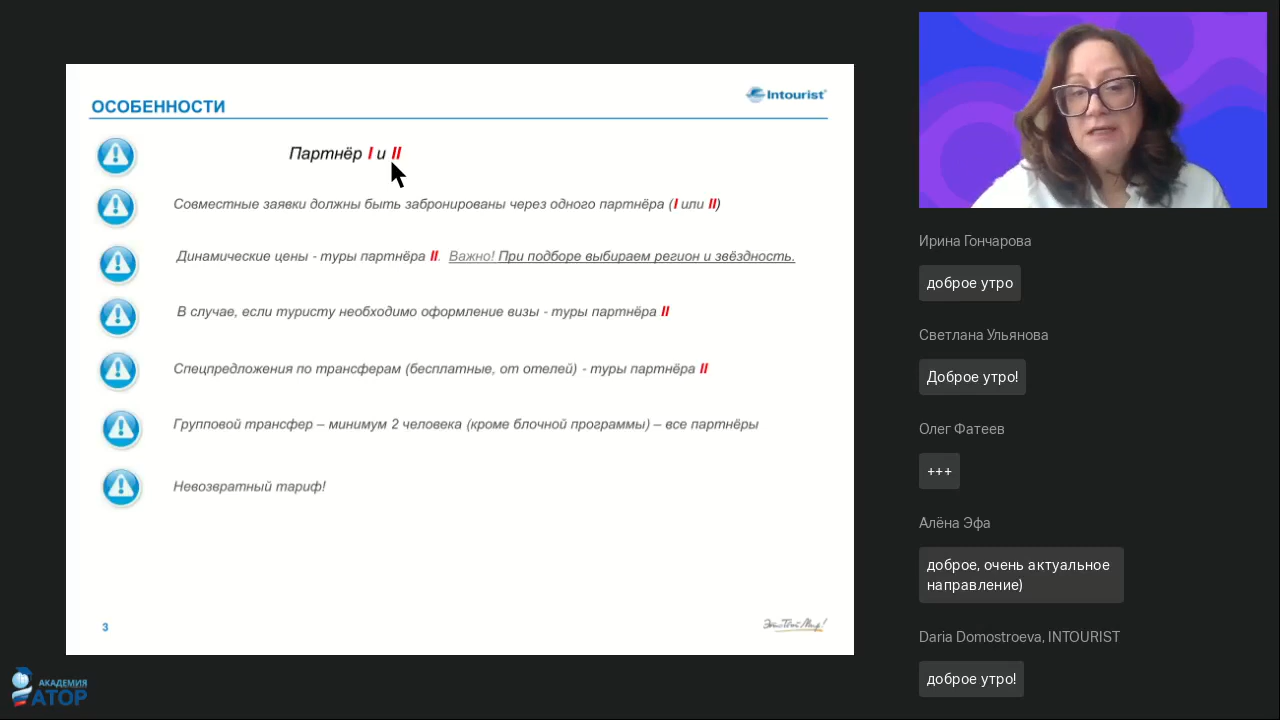 ОСОБЕННОСТИ
Intourist
Партнёр I и II
Совместные заявки должны быть забронированы через одного партнёра (I или II)
Динамические цены - туры партнёра II. Важно! При подборе выбираем регион и звёздность.
В случае, если туристу необходимо оформление визы - туры партнёра II
Спецпредложения по трансферам (бесплатные, от отелей) - туры партнёра II
Групповой трансфер – минимум 2 человека (кроме блочной программы) – все партнёры
Невозвратный тариф!
3
Это Твой Мир!
АКАДЕМИЯ
АТОР
Ирина Гончарова
доброе утро
Светлана Ульянова
Доброе утро!
Олег Фатеев
+++
Алёна Эфа
доброе, очень актуальное
направление)
Daria Domostroeva, INTOURIST
доброе утро!